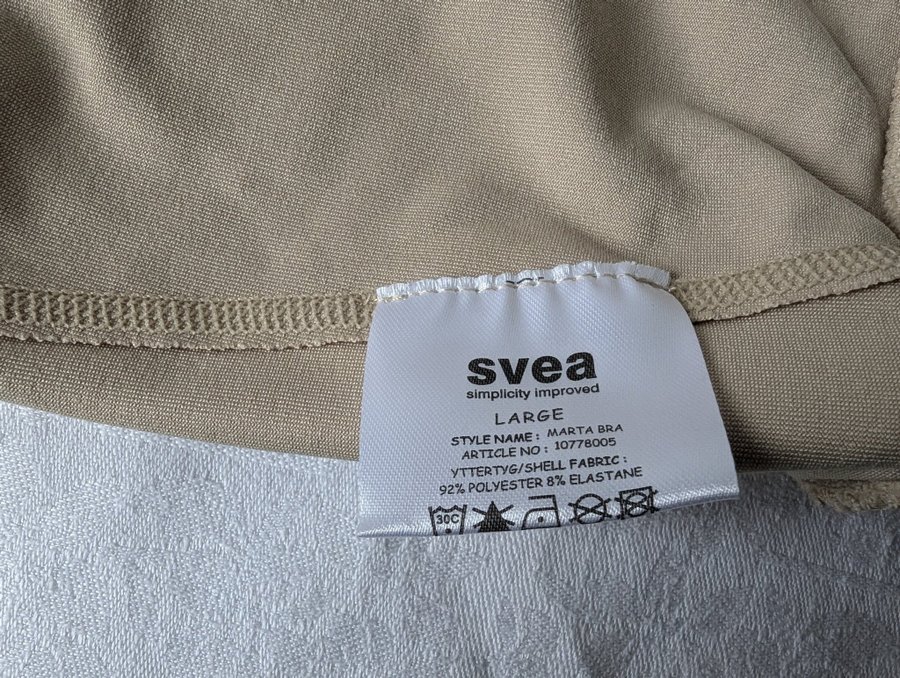 svea
simplicity improved
LARGE
STYLE NAME: MARTA BRA
ARTICLE NO: 10778005
YTTERTYG/SHELL FABRIC:
92% POLYESTER 8% ELASTANE
30C